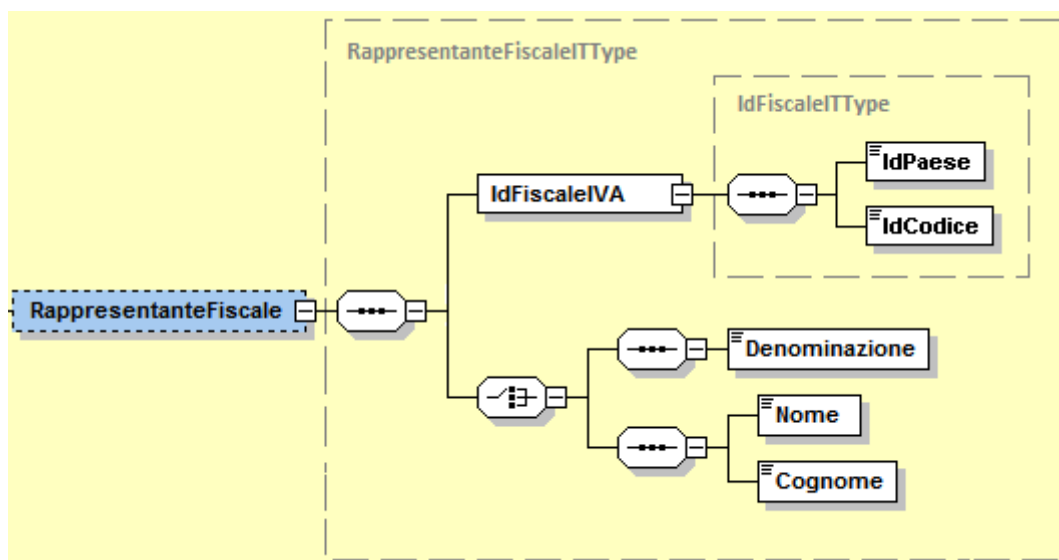 RappresentanteFiscaleITType
IdFiscaleITType
IdPaese
IdFiscaleIVA
IdCodice
RappresentanteFiscale
Denominazione
Nome
Cognome